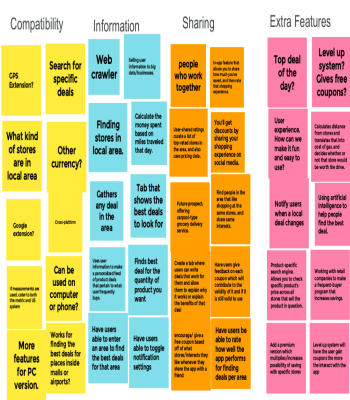 Compatibility
Information
Sharing
Extra Features
GPS
Extension?
Search for
specific
deals
Web
crawler
Selling user
information to big
data/businesses.
people
who work
together
In-app feature that
allows you to share
how much you've
saved, and then rate
that shopping
experience.
Top deal
of the
day?
Level up
system?
Gives free
coupons?
What kind
of stores
are in
local area
Other
currency?
Finding
stores in
local area.
Calculate the
money spent
based on
miles traveled
that day.
User-shared ratings
curate a list of
top-rated stores in
the area, and also
uses pricing data.
You'll get
discounts by
sharing your
shopping
experience on
social media.
User
experience.
How can we
make it fun
and easy to
use?
Calculates distance
from stores and
translates that into
cost of gas, and
decides whether or
not that store would
be worth the drive.
Google
extension?
Cross-platform
Gathers
any deal
in the
area
Tab that
shows the
best deals
to look for
Future prospect:
offering
coupon-type
grocery delivery
service.
Find people in the
area that like
shopping at the
same stores, and
share same
interests.
Notify users
when a local
deal changes
Using artificial
intelligence to
help people
find the best
deal.
If measurements are
used, cater to both
the metric and US
system
Can be
used on
computer
or phone?
Uses user
information to make
a personalized feed
of product deals
that pertain to what
user frequently
buys.
Finds best
deal for the
quantity of
product you
want
Create a tab where
users can write
deals that work for
them and allow
them to explain why
it works or explain
the benefits of that
deal
Have users give
feedback on each
coupon which will
contribute to the
validity of it and if it
is still valid to use
Product-specific
search engine.
Allows you to check
specific product's
price across all
stores that sell the
product in question.
Working with retail
companies to make
a frequent-buyer
program that
increases savings.
More
features
for PC
version.
Works for
finding the
best deals for
places inside
malls or
airports?
Have users
able to enter
an area to find
the best deals
for that area
Have users
able to toggle
notification
settings
encourage/ give a
free coupon based
off of what
stores/interests they
like whenever they
share the app with a
friend
Have users be
able to rate
how well the
app performs
for finding
deals per area
Add a premium
version which
multiplies/increases
possibility of saving
with specific stores
Level up system will
have the user gain
coupons the more
they interact with the
app